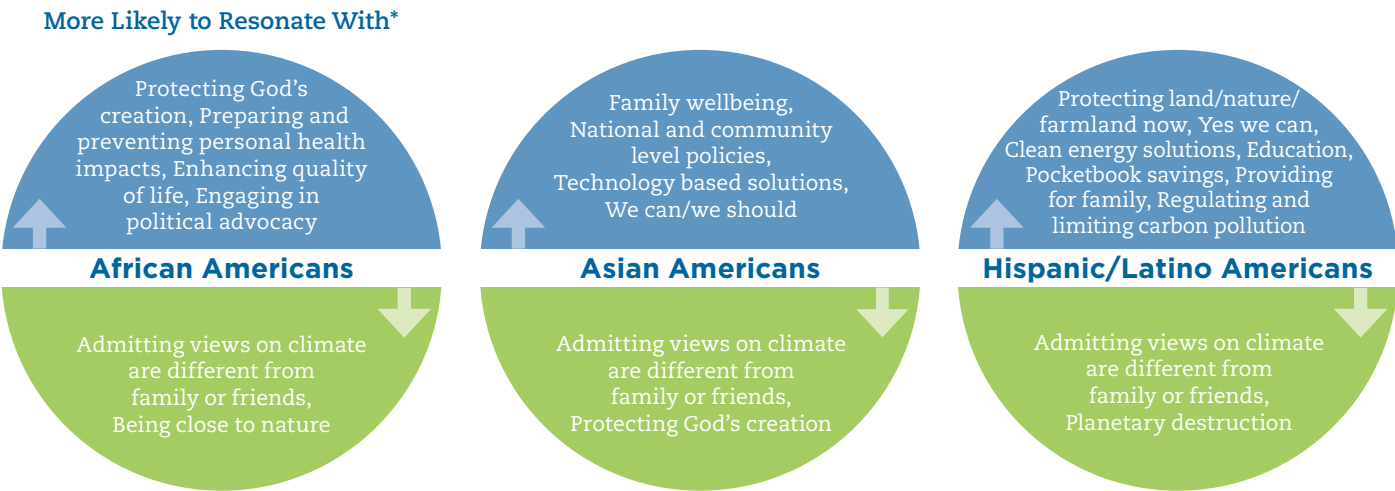 More Likely to Resonate With*
Protecting God's
creation, Preparing and
preventing personal health
impacts, Enhancing quality
of life, Engaging in
political advocacy
African Americans
Admitting views on climate
are different from
family or friends,
Being close to nature
Family wellbeing,
National and community
level policies,
Technology based solutions,
We can/we should
Asian Americans
Admitting views on climate
are different from
family or friends,
Protecting God's creation
Protecting land/nature/
farmland now, Yes we can,
Clean energy solutions, Education,
Pocketbook savings, Providing
for family, Regulating and
limiting carbon pollution
Hispanic/Latino Americans
Admitting views on climate
are different from
family or friends,
Planetary destruction